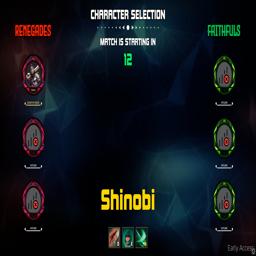 CHARACTER SELECTION
RENEGADES
FAITHFULS
MATCH IS STARTING IN
12
Shinobi
Early Access